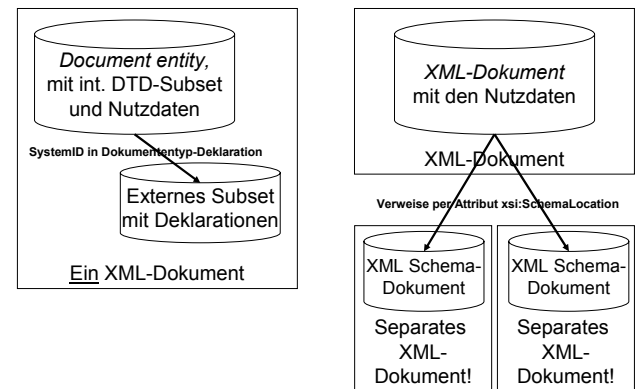 Document entity,
mit int. DTD-Subset
und Nutzdaten
SystemID in Dokumententyp-Deklaration
Externes Subset
mit Deklarationen
Ein XML-Dokument
XML-Dokument
mit den Nutzdaten
XML-Dokument
Verweise per Attribut xsi:SchemaLocation
XML Schema-
Dokument
Separates
XML-
Dokument!
XML Schema-
Dokument
Separates
XML-
Dokument!